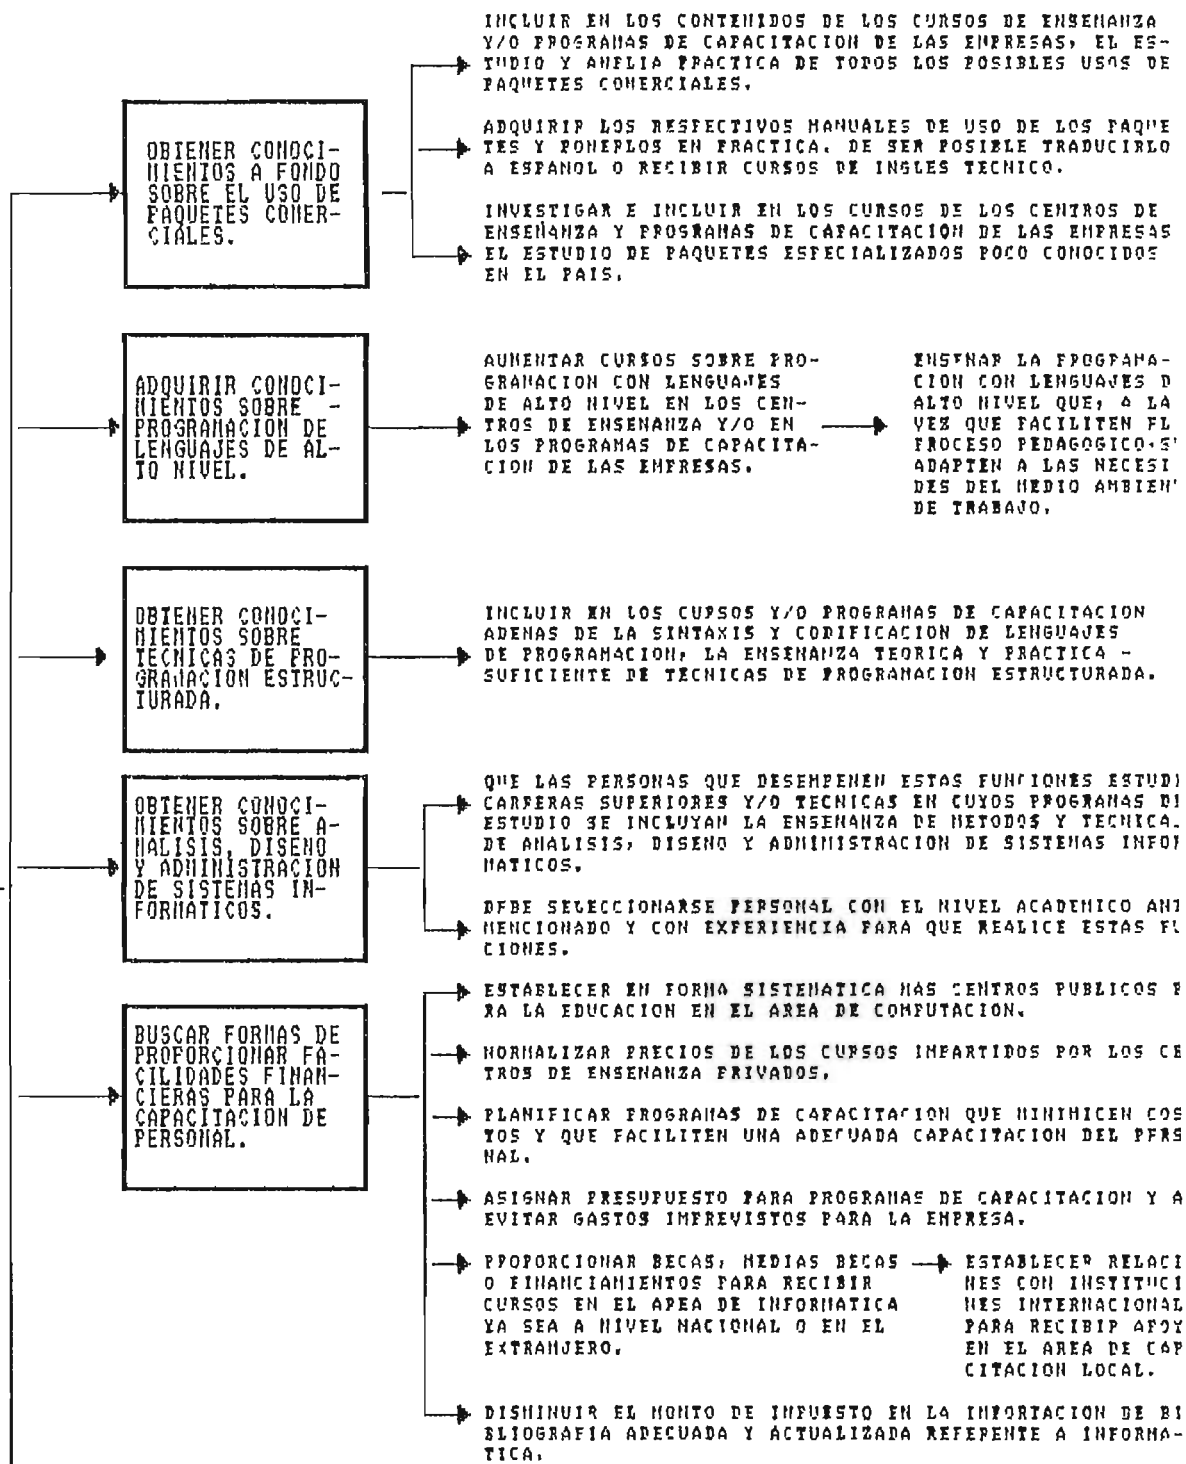 INCLUIR EN LOS CONTENIDOS DE LOS CURSOS DE ENSENANZA
Y/O PROGRAMAS DE CAPACITACION DE LAS EMPRESAS, EL ES-
TUDIO Y AMPLIA PRACTICA DE TODOS LOS POSIBLES USOS DE
PAQUETES COMERCIALES.
OBTENER CONOCI-
MIENTOS A FONDO
SOBRE EL USO DE
PAQUETES COMER-
CIALES.
ADQUIRIR LOS RESPECTIVOS MANUALES DE USO DE LOS PAQUE
TES Y PONERLOS EN PRACTICA. DE SER POSIBLE TRADUCIRLO
A ESPANOL O RECIBIR CURSOS DE INGLES TECNICO.
INVESTIGAR E INCLUIR EN LOS CURSOS DE LOS CENTROS DE
ENSENANZA Y PROGRAMAS DE CAPACITACION DE LAS EMPRESAS
EL ESTUDIO DE PAQUETES ESPECIALIZADOS POCO CONOCIDOS
EN EL PAIS.
ADQUIRIR CONOCI-
MIENTOS SOBRE -
PROGRAMACION DE
LENGUAJES DE AL-
TO NIVEL.
AUMENTAR CURSOS SOBRE PRO-
GRAMACION CON LENGUAJES
DE ALTO NIVEL EN LOS CEN-
TROS DE ENSENANZA Y/O EN
LOS PROGRAMAS DE CAPACITA-
CION DE LAS EMPRESAS.
ENSENAR LA PROGRAMA-
CION CON LENGUAJES D
ALTO NIVEL QUE, A LA
VEZ QUE FACILITEN EL
PROCESO PEDAGOGICO, S
ADAPTEN A LAS NECESI
DES DEL MEDIO AMBIEN
DE TRABAJO.
OBTENER CONOCI-
MIENTOS SOBRE
TECNICAS DE PRO-
GRAMACION ESTRUC-
TURADA.
INCLUIR EN LOS CURSOS Y/O PROGRAMAS DE CAPACITACION
ADEMAS DE LA SINTAXIS Y CODIFICACION DE LENGUAJES
DE PROGRAMACION, LA ENSENANZA TEORICA Y PRACTICA -
SUFICIENTE DE TECNICAS DE PROGRAMACION ESTRUCTURADA.
OBTENER CONOCI-
MIENTOS SOBRE A-
NALISIS, DISENO
Y ADMINISTRACION
DE SISTEMAS IN-
FORMATICOS.
QUE LAS PERSONAS QUE DESEMPENEN ESTAS FUNCIONES ESTUDI
CARRERAS SUPERIORES Y/O TECNICAS EN CUYOS PROGRAMAS DE
ESTUDIO SE INCLUYAN LA ENSENANZA DE METODOS Y TECNICA
DE ANALISIS, DISENO Y ADMINISTRACION DE SISTEMAS INFOR
MATICOS.
DEBE SELECCIONARSE PERSONAL CON EL NIVEL ACADEMICO ANT
MENCIONADO Y CON EXPERIENCIA PARA QUE REALICE ESTAS FU
CIONES.
BUSCAR FORMAS DE
PROPORCIONAR FA-
CILIDADES FINAN-
CIERAS PARA LA
CAPACITACION DE
PERSONAL.
ESTABLECER EN FORMA SISTEMATICA MAS CENTROS PUBLICOS P
RA LA EDUCACION EN EL AREA DE COMPUTACION.
NORMALIZAR PRECIOS DE LOS CURSOS IMPARTIDOS POR LOS CE
TROS DE ENSENANZA PRIVADOS.
PLANIFICAR PROGRAMAS DE CAPACITACION QUE MINIMICEN COS
TOS Y QUE FACILITEN UNA ADECUADA CAPACITACION DEL PERS
NAL.
ASIGNAR PRESUPUESTO PARA PROGRAMAS DE CAPACITACION Y A
EVITAR GASTOS IMPREVISTOS PARA LA EMPRESA.
PROPORCIONAR BECAS, MEDIAS BECAS
O FINANCIAMIENTOS PARA RECIBIR
CURSOS EN EL AREA DE INFORMATICA
YA SEA A NIVEL NACIONAL O EN EL
EXTRANJERO.
ESTABLECER RELACI
NES CON INSTITUCI
NES INTERNACIONAL
PARA RECIBIR APOY
EN EL AREA DE CAP
CITACION LOCAL.
DISMINUIR EL MONTO DE IMPUESTO EN LA IMPORTACION DE BI
BLIOGRAFIA ADECUADA Y ACTUALIZADA REFERENTE A INFORMA-
TICA.